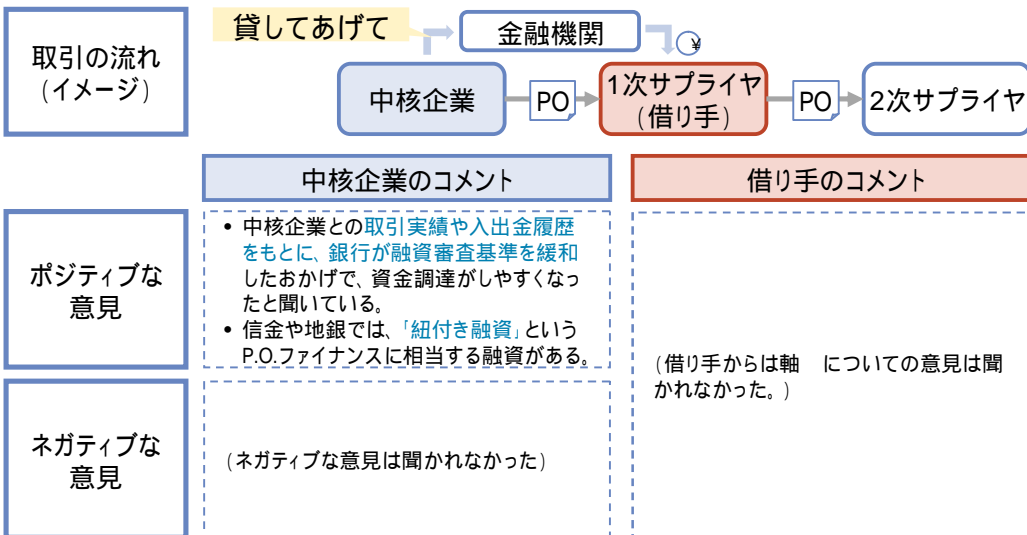 取引の流れ
(イメージ)
貸してあげて
金融機関
¥
中核企業
PO
1次サプライヤ
(借り手)
PO
2次サプライヤ
中核企業のコメント
借り手のコメント
ポジティブな
意見
• 中核企業との取引実績や入出金履歴
をもとに、銀行が融資審査基準を緩和
したおかげで、資金調達がしやすくなっ
たと聞いている。
• 信金や地銀では、「紐付き融資」という
P.O.ファイナンスに相当する融資がある。
(借り手からは軸　についての意見は聞
かれなかった。)
ネガティブな
意見
(ネガティブな意見は聞かれなかった)